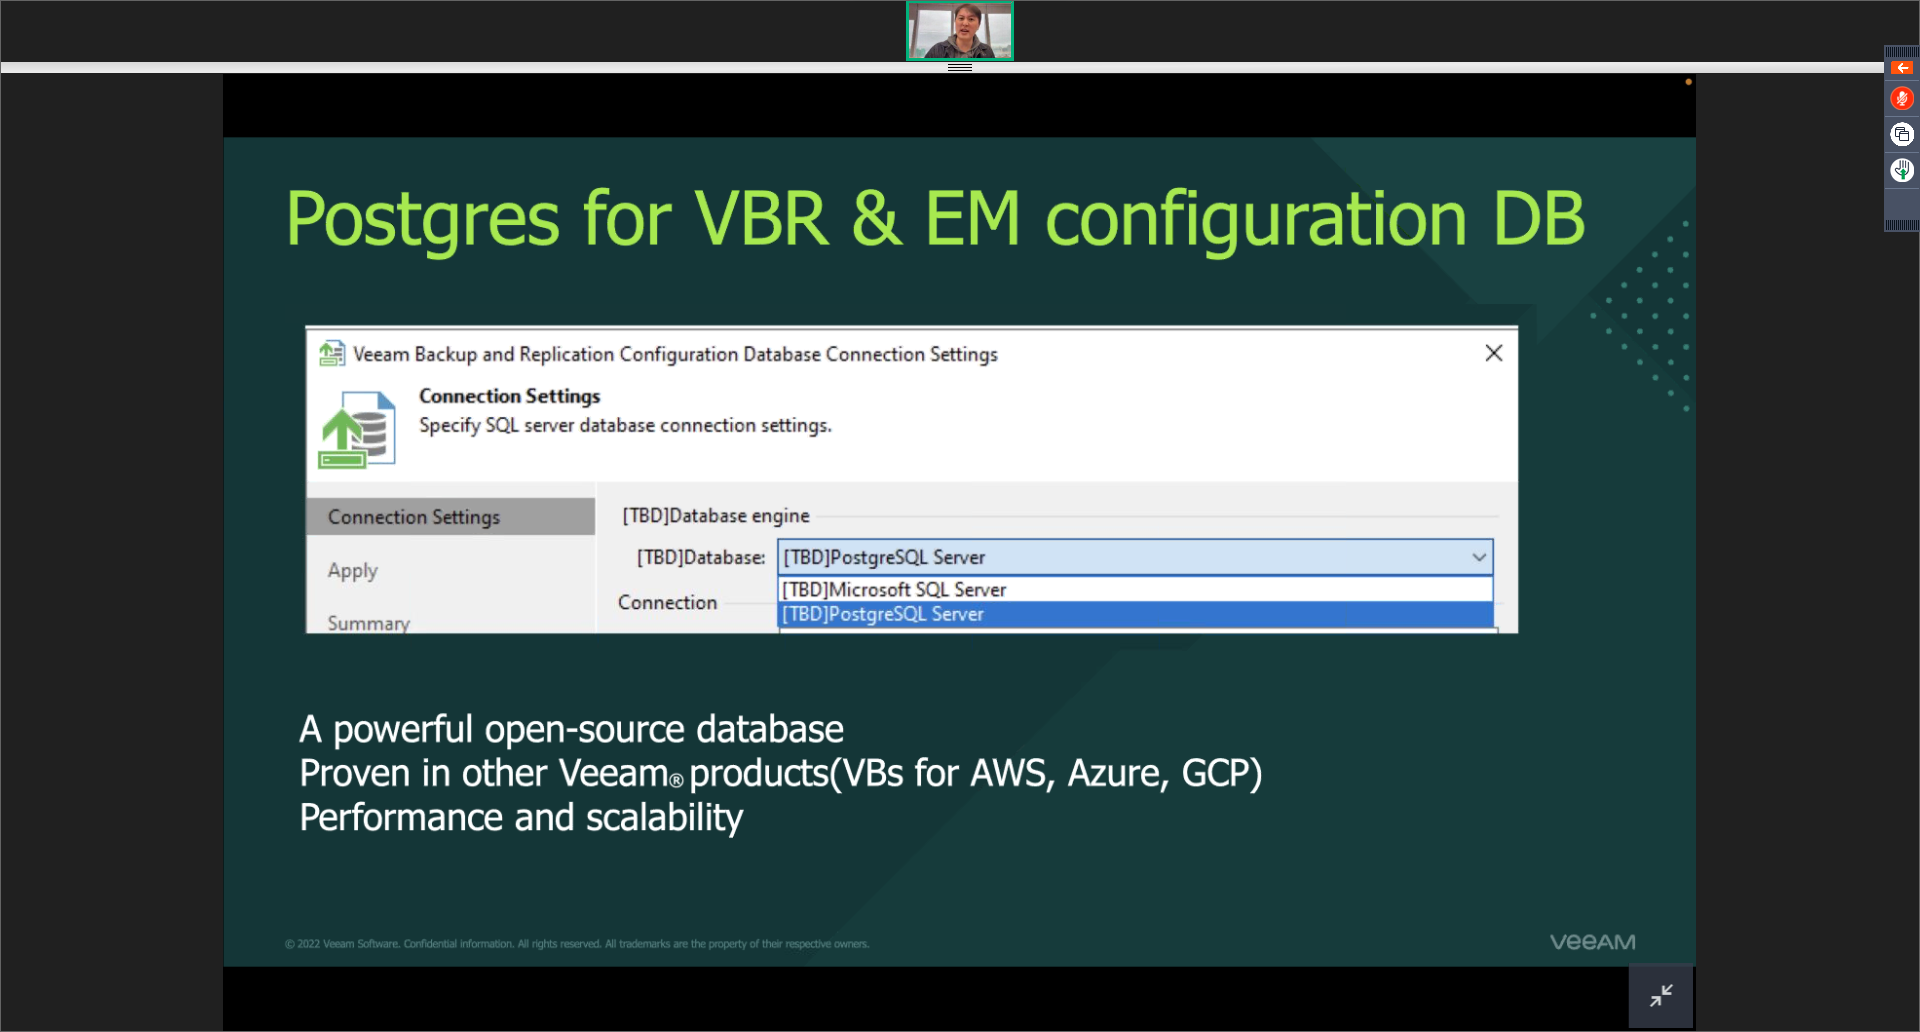 Postgres for VBR & EM configuration DB
Veeam Backup and Replication Configuration Database Connection Settings
Connection Settings
Specify SQL server database connection settings.
Connection Settings
Apply
Summary
[TBD]Database engine
[TBD]Database: [TBD]PostgreSQL Server
[TBD]Microsoft SQL Server
[TBD]PostgreSQL Server
Connection
A powerful open-source database
Proven in other Veeam® products(VBs for AWS, Azure, GCP)
Performance and scalability
© 2022 Veeam Software. Confidential information. All rights reserved. All trademarks are the property of their respective owners.
VEEAM